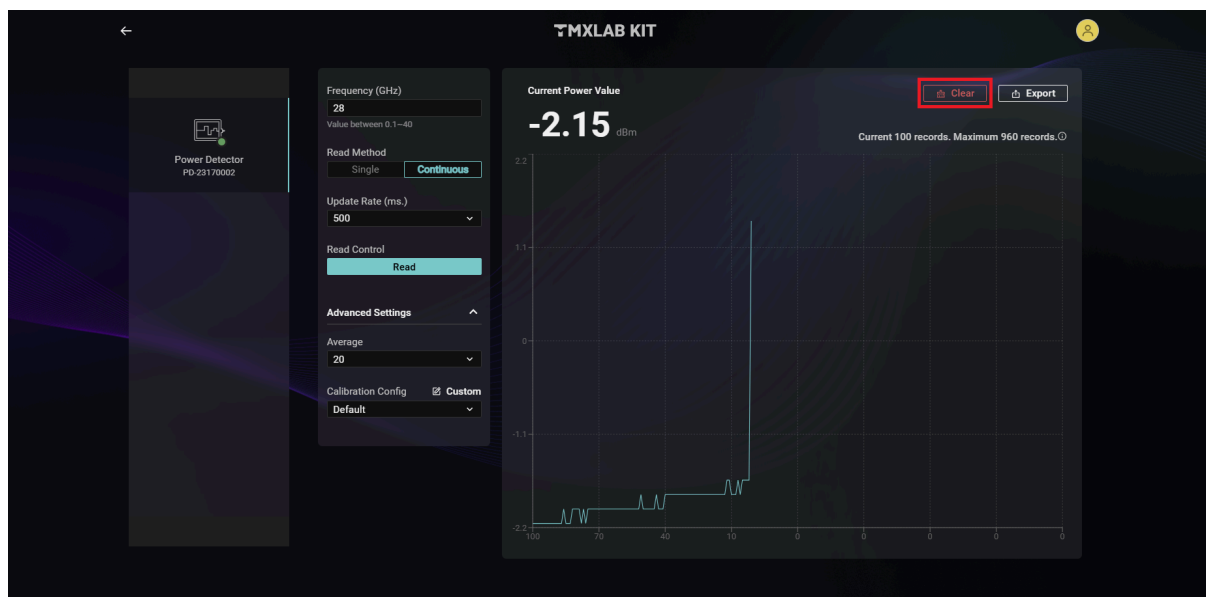 TMXLAB KIT
Power Detector
PD-23170002
Frequency (GHz)
28
Value between 0.1~40
Read Method
Single Continuous
Update Rate (ms.)
500
Read Control
Read
Advanced Settings
Average
20
Calibration Config Custom
Default
Current Power Value
Clear Export
-2.15 dBm
Current 100 records. Maximum 960 records.
2.2
1.1
0
-1.1
-2.2
100 70 40 10 0 0 0 0 0